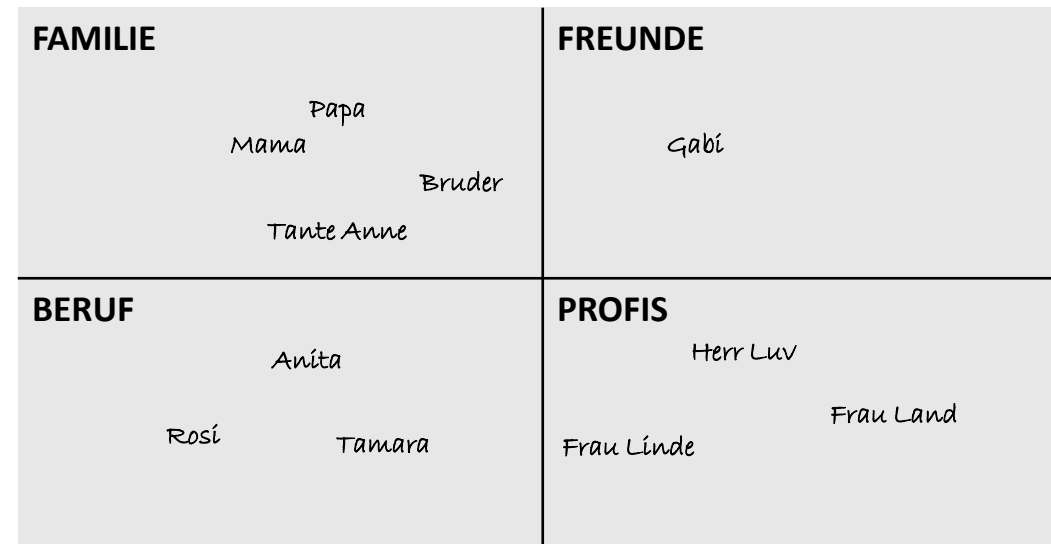 FAMILIE
Papa
Mama
Bruder
Tante Anne
FREUNDE
Gabi
BERUF
Anita
Rosi
Tamara
PROFIS
Herr Luv
Frau Land
Frau Linde